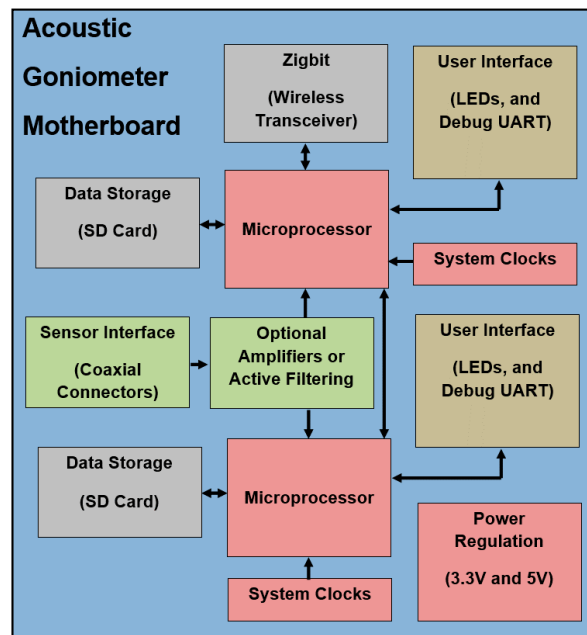 Acoustic
Goniometer
Motherboard
Zigbit
(Wireless
Transceiver)
User Interface
(LEDs, and
Debug UART)
Data Storage
(SD Card)
Microprocessor
System Clocks
Sensor Interface
(Coaxial
Connectors)
Optional
Amplifiers or
Active Filtering
User Interface
(LEDs, and
Debug UART)
Data Storage
(SD Card)
Microprocessor
System Clocks
Power
Regulation
(3.3V and 5V)